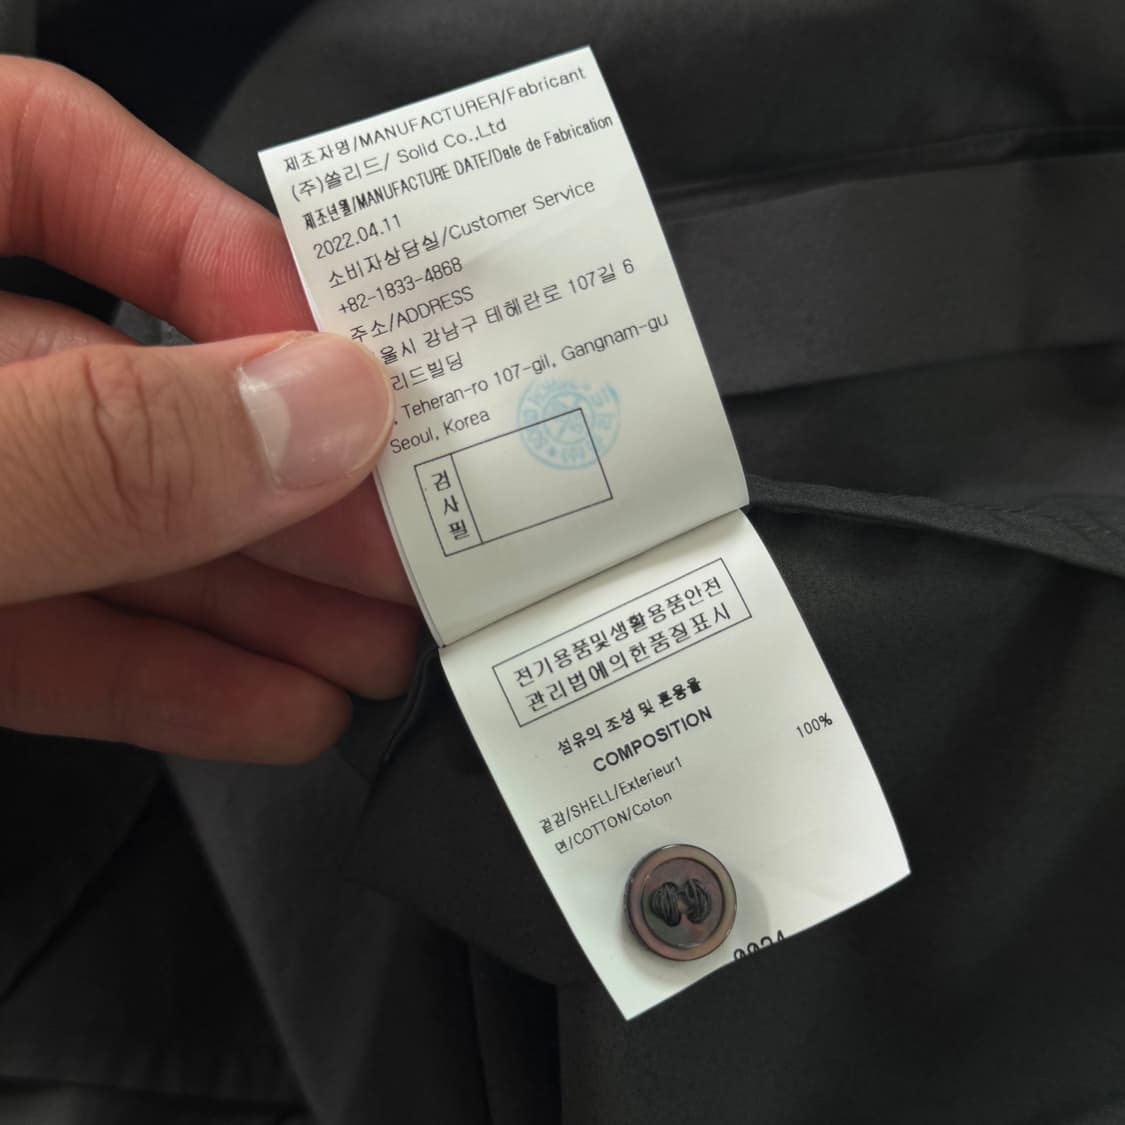 제조자명/MANUFACTURER/Fabricant
(주)쏠리드/ Solid Co.,Ltd
제조년월/MANUFACTURE DATE/Date de Fabrication
2022.04.11
소비자상담실/Customer Service
+82-1833-4868
주소/ADDRESS
울시 강남구 테헤란로 107길 6
리드빌딩
. Teheran-ro 107-gil, Gangnam-gu
Seoul, Korea
검사필
전기용품및생활용품안전
관리법에의한품질표시
섬유의 조성 및 혼용율
COMPOSITION
겉감/SHELL/Exterieur1
면/COTTON/Coton 100%